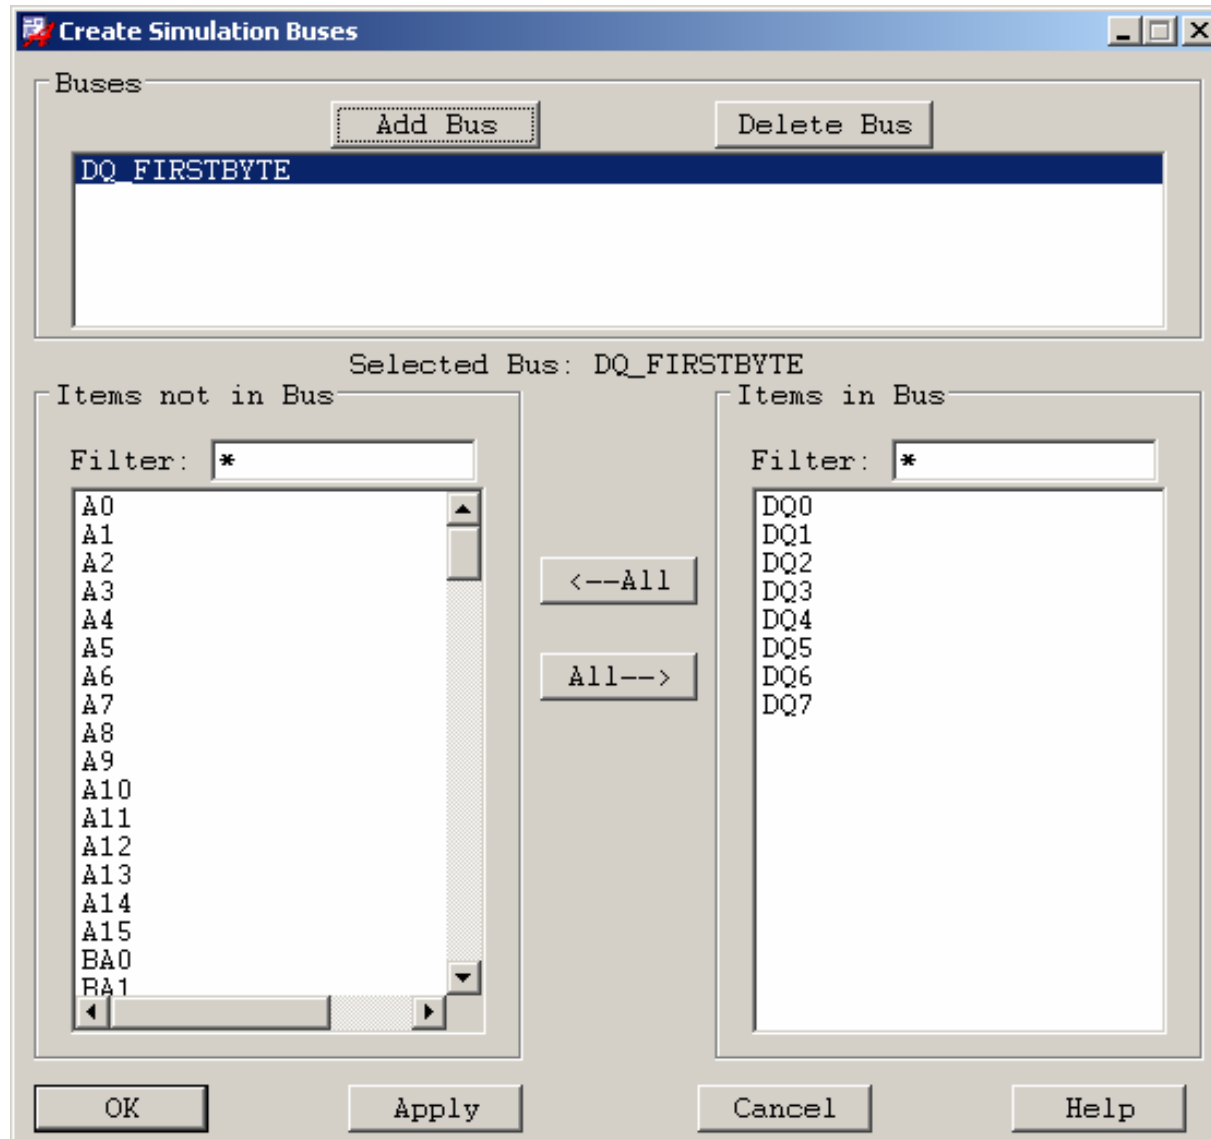 Create Simulation Buses
Buses
Add Bus
Delete Bus
DQ_FIRSTBYTE
Selected Bus: DQ_FIRSTBYTE
Items not in Bus
Filter: *
A0
A1
A2
A3
A4
A5
A6
A7
A8
A9
A10
A11
A12
A13
A14
A15
BA0
BA1
<--All
All-->
Items in Bus
Filter: *
DQ0
DQ1
DQ2
DQ3
DQ4
DQ5
DQ6
DQ7
OK
Apply
Cancel
Help